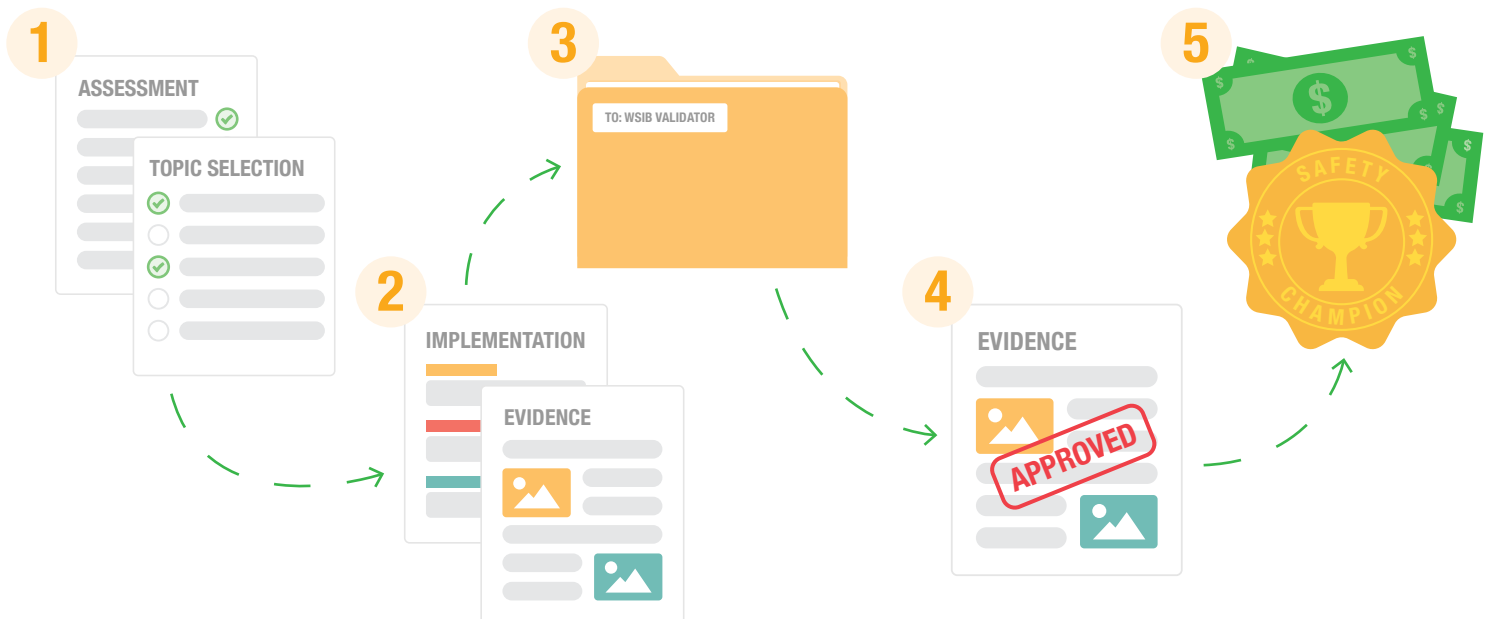 1
ASSESSMENT
TOPIC SELECTION
2
IMPLEMENTATION
EVIDENCE
3
TO: WSIB VALIDATOR
4
EVIDENCE
APPROVED
5
$
$
$
$
$
$
$
SAFETY
CHAMPION